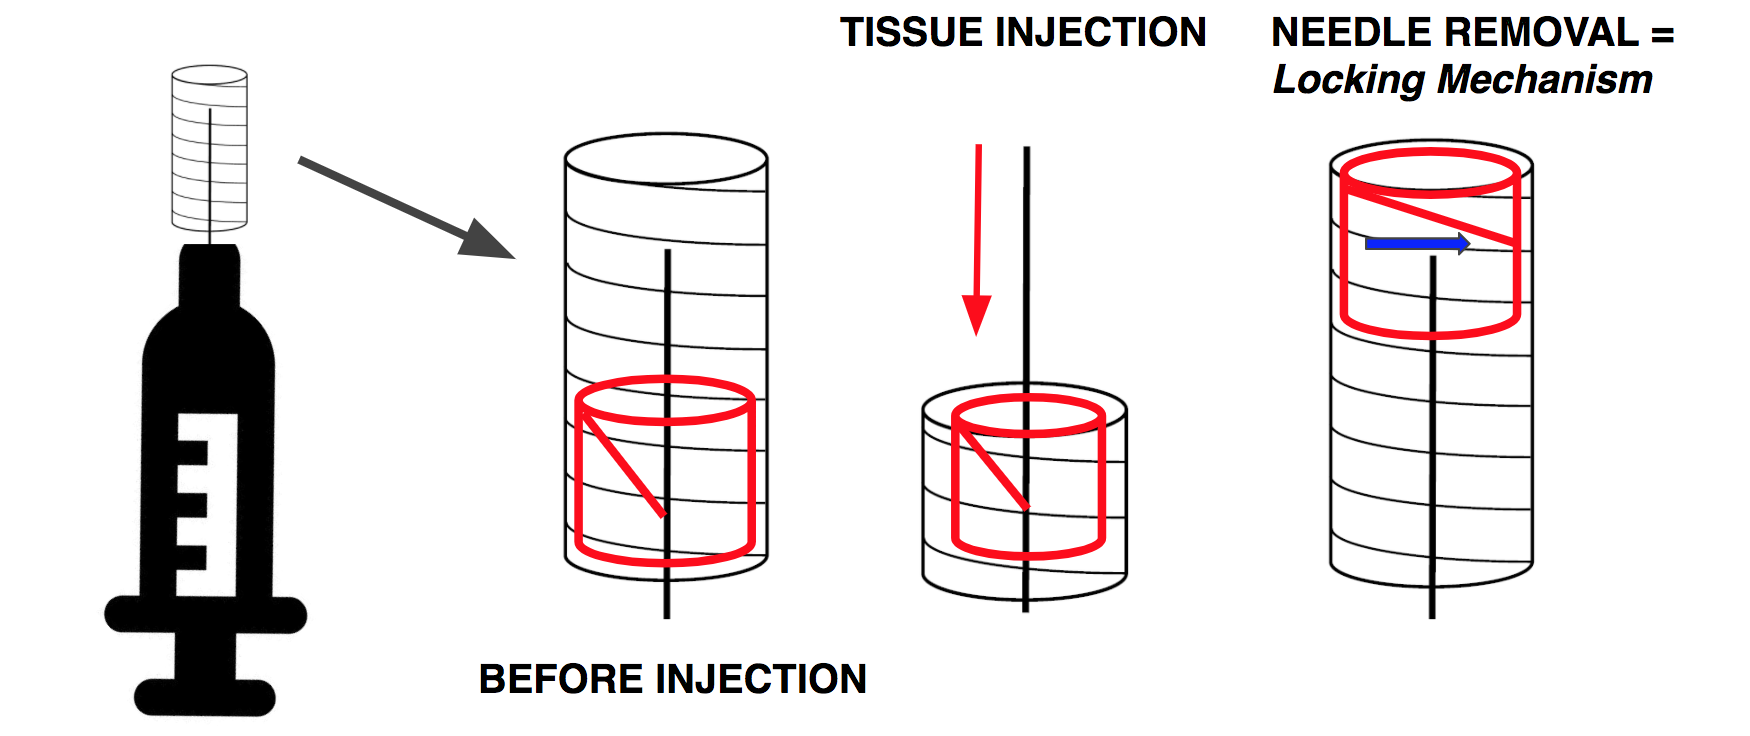 TISSUE INJECTION
NEEDLE REMOVAL =
Locking Mechanism
BEFORE INJECTION